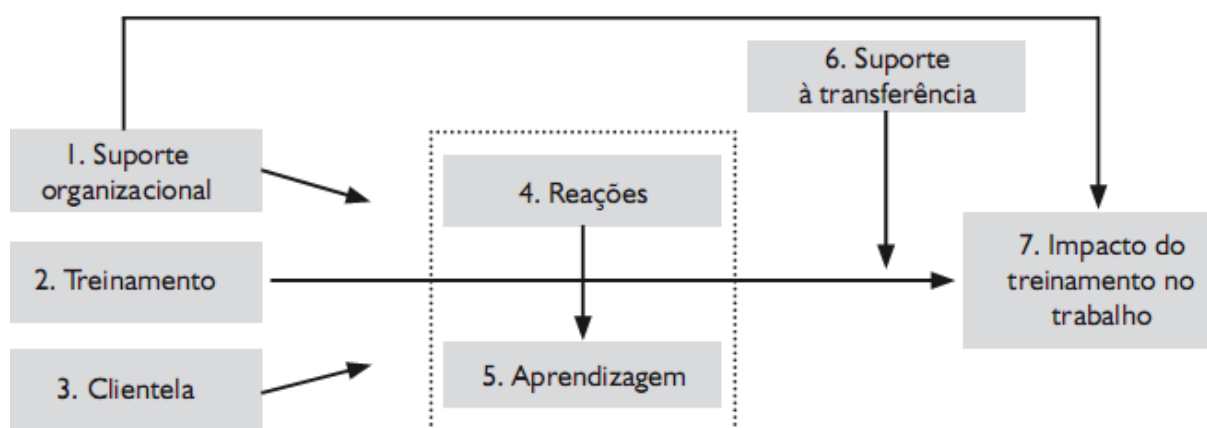 1. Suporte
organizacional
2. Treinamento
3. Clientela
4. Reações
5. Aprendizagem
6. Suporte
à transferência
7. Impacto do
treinamento no
trabalho